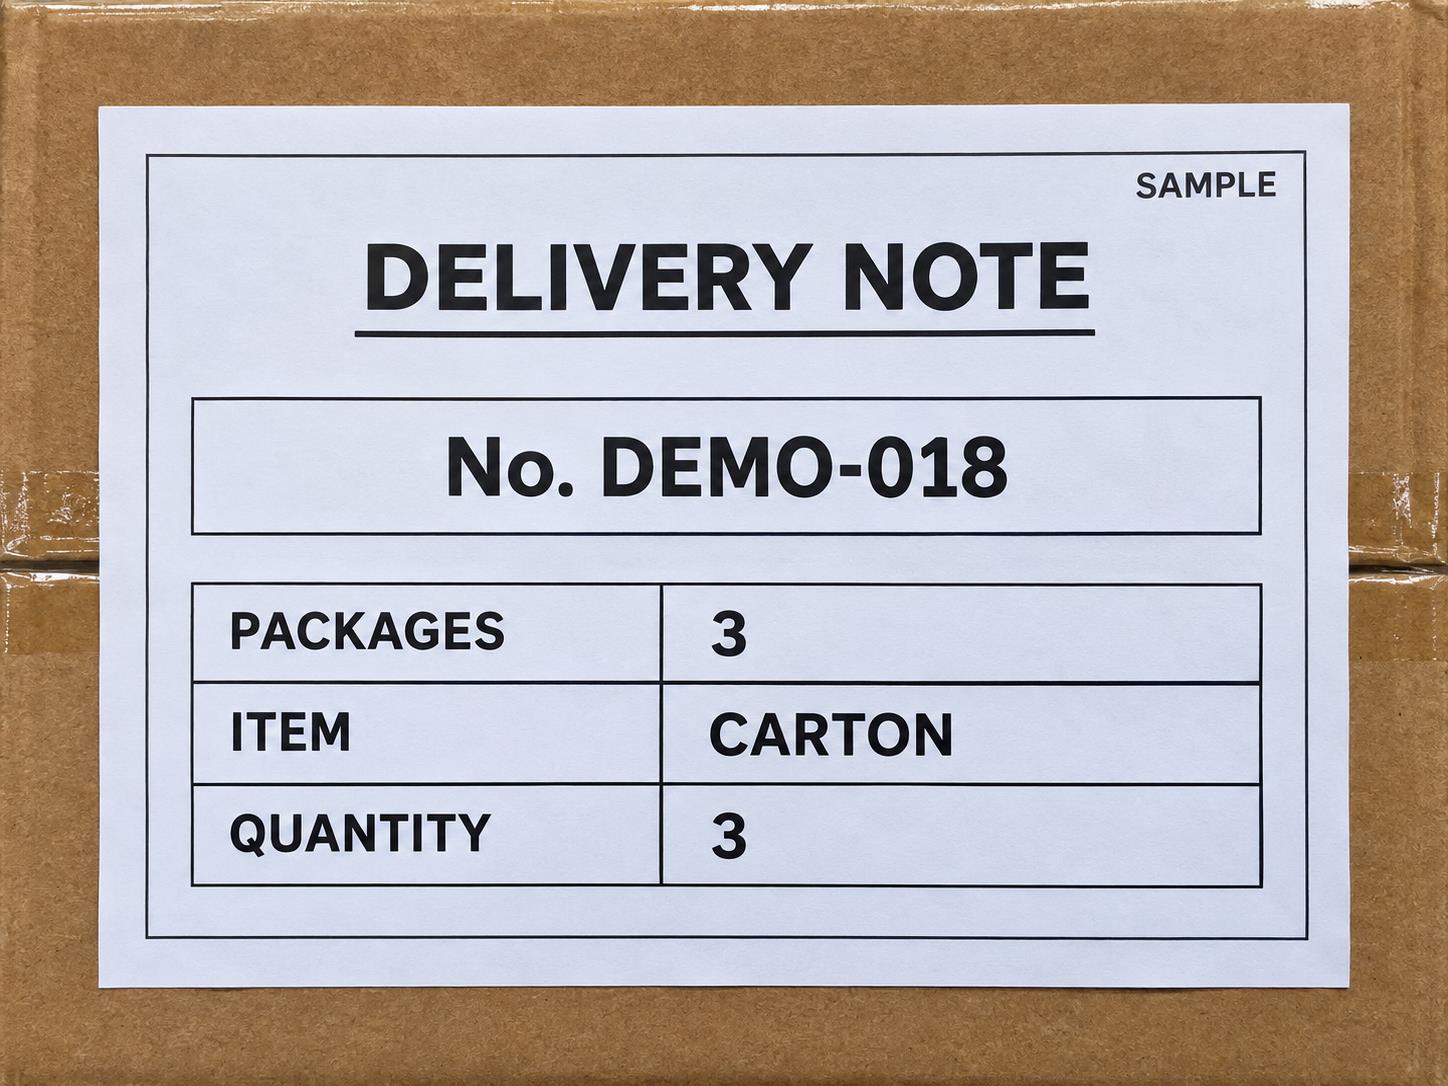 SAMPLE
DELIVERY NOTE
No. DEMO-018
PACKAGES 3
ITEM CARTON
QUANTITY 3